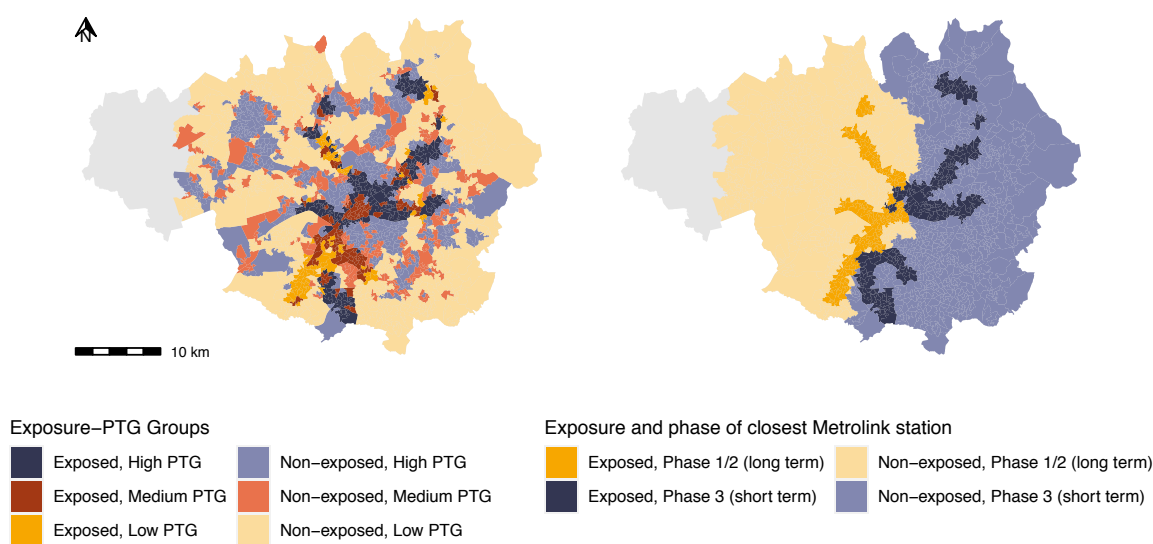 N
10 km
Exposure−PTG Groups
Exposed, High PTG
Non−exposed, High PTG
Exposed, Medium PTG
Non−exposed, Medium PTG
Exposed, Low PTG
Non−exposed, Low PTG
Exposure and phase of closest Metrolink station
Exposed, Phase 1/2 (long term)
Non−exposed, Phase 1/2 (long term)
Exposed, Phase 3 (short term)
Non−exposed, Phase 3 (short term)